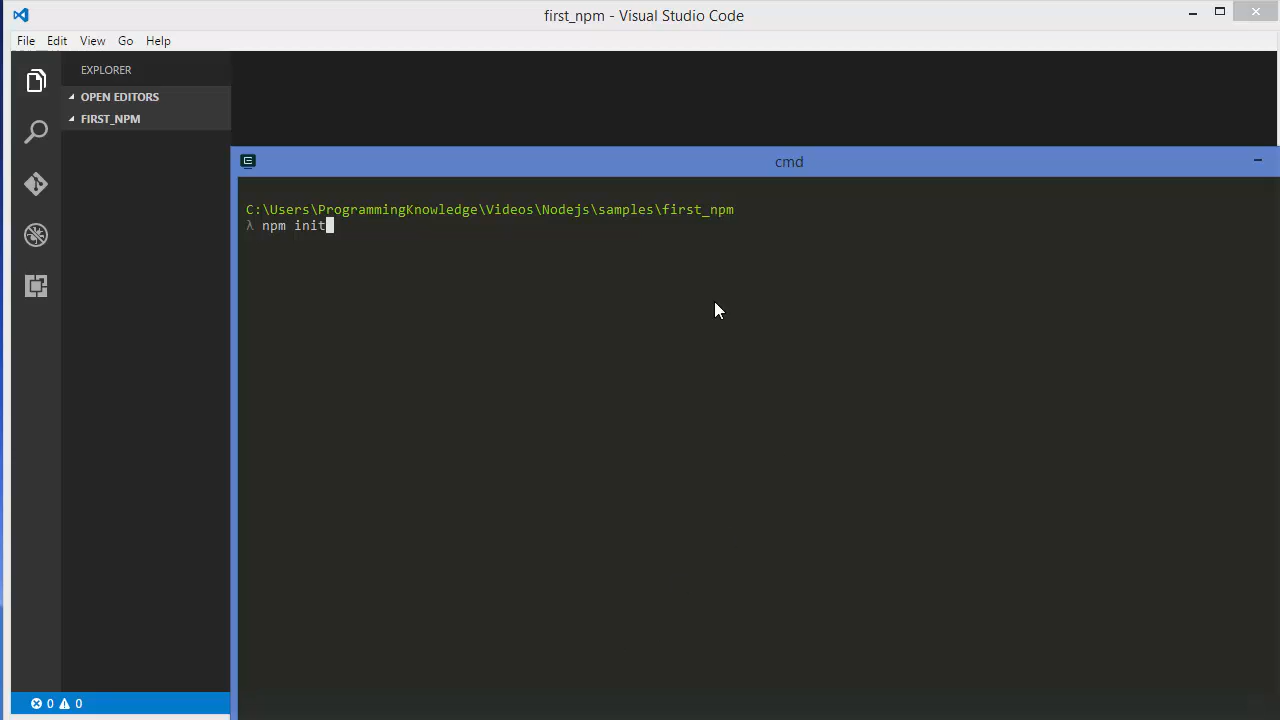 first_npm - Visual Studio Code
File Edit View Go Help
EXPLORER
OPEN EDITORS
FIRST_NPM
cmd
C:\Users\ProgrammingKnowledge\Videos\Nodejs\samples\first_npm
λ npm init
0 0